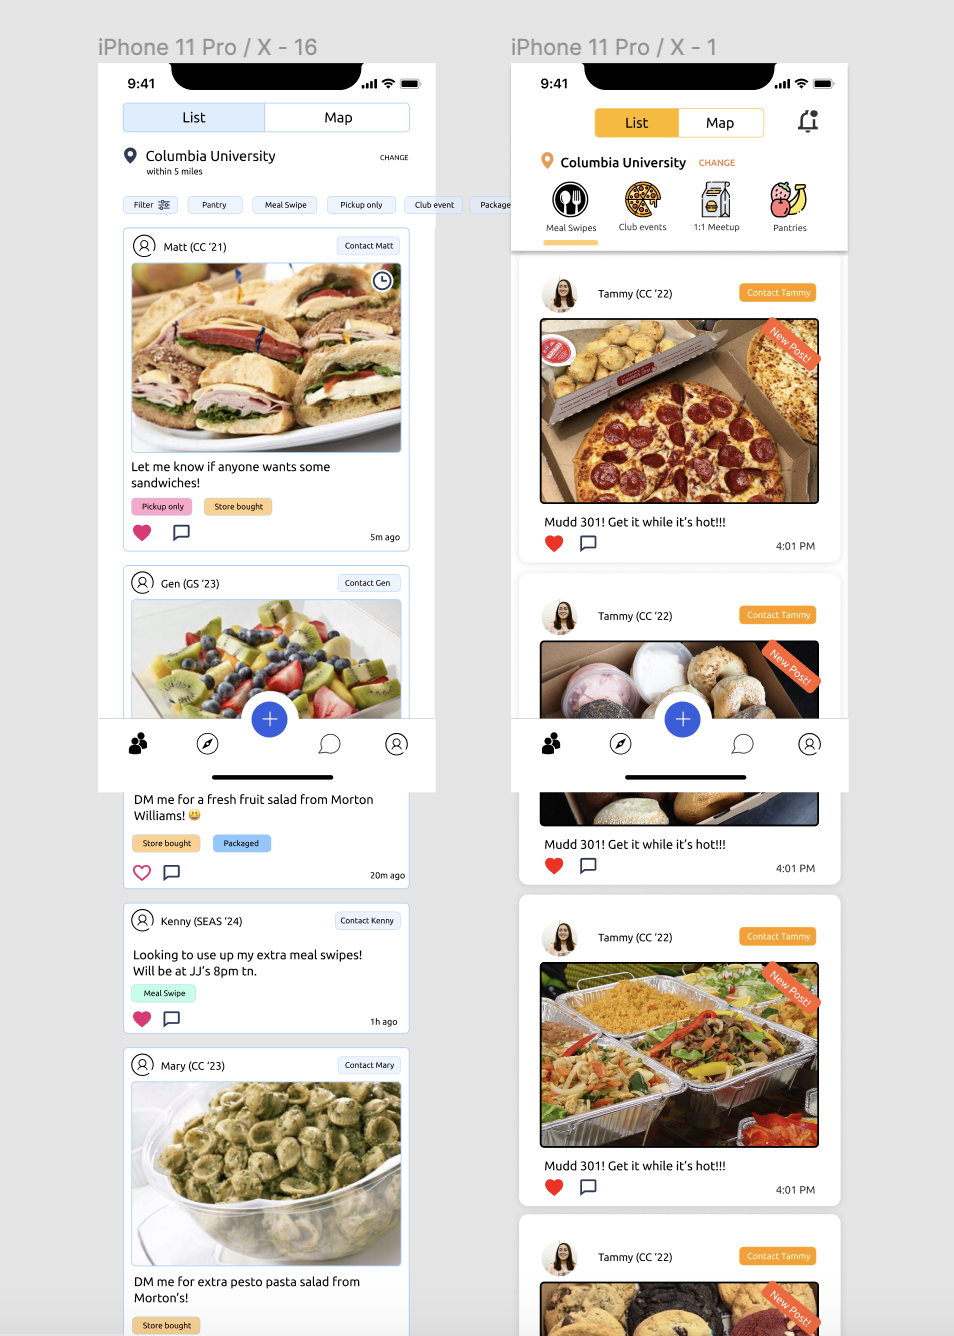 iPhone 11 Pro / X - 16
9:41
List
Map
Columbia University
CHANGE
within 5 miles
Filter
Pantry
Meal Swipe
Pickup only
Club event
Package
Matt (CC '21)
Contact Matt
Let me know if anyone wants some
sandwiches!
Pickup only
Store bought
5m ago
Gen (GS '23)
Contact Gen
DM me for a fresh fruit salad from Morton
Williams! 😀
Store bought
Packaged
20m ago
Kenny (SEAS '24)
Contact Kenny
Looking to use up my extra meal swipes!
Will be at JJ's 8pm tn.
Meal Swipe
1h ago
Mary (CC '23)
Contact Mary
DM me for extra pesto pasta salad from
Morton's!
Store bought
iPhone 11 Pro / X - 1
9:41
List
Map
Columbia University
CHANGE
Meal Swipes
Club events
1:1 Meetup
Pantries
Tammy (CC '22)
Contact Tammy
New Post!
Mudd 301! Get it while it's hot!!!
4:01 PM
Tammy (CC '22)
Contact Tammy
New Post!
Mudd 301! Get it while it's hot!!!
4:01 PM
Tammy (CC '22)
Contact Tammy
New Post!
Mudd 301! Get it while it's hot!!!
4:01 PM
Tammy (CC '22)
Contact Tammy
New Post!